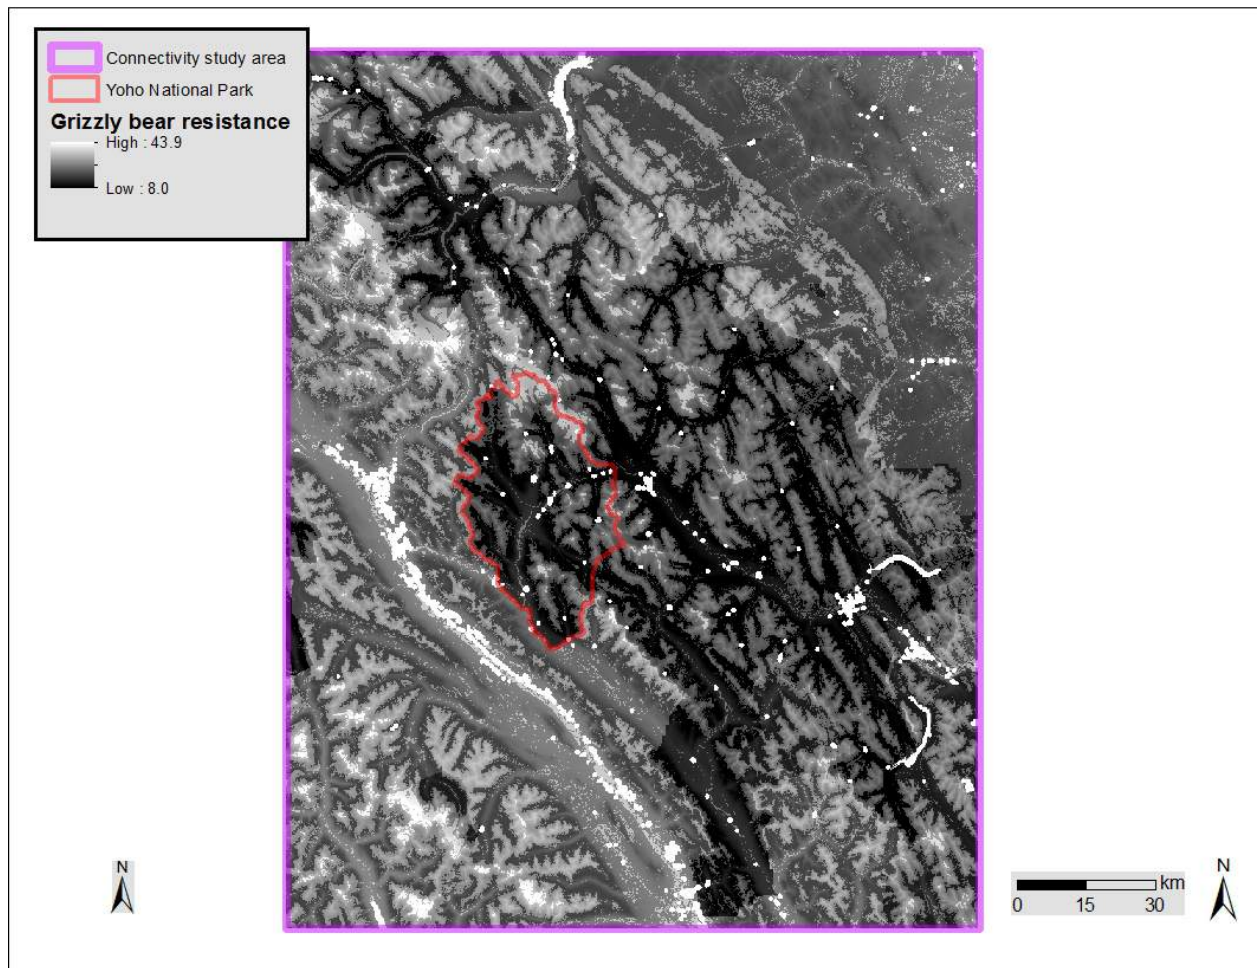 Connectivity study area
Yoho National Park
Grizzly bear resistance
High : 43.9
Low : 8.0
N
N
km
0 15 30